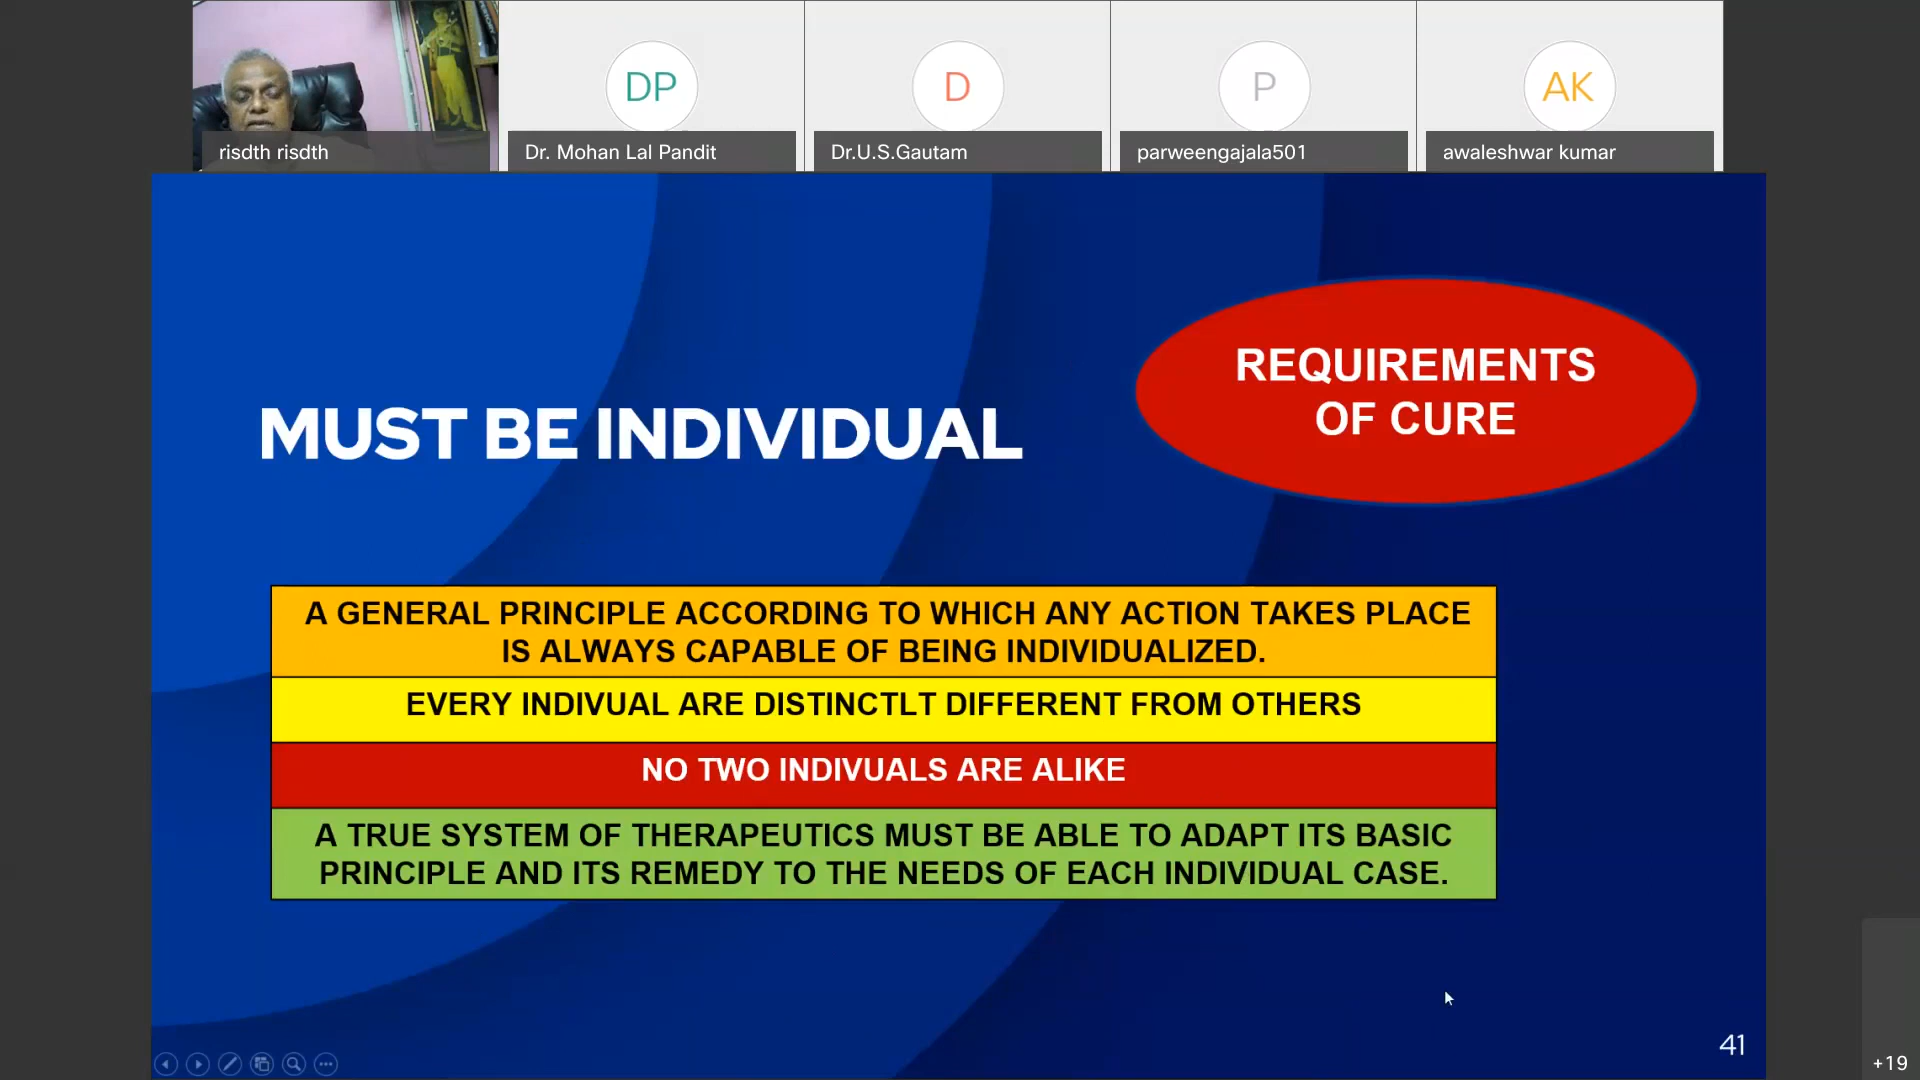 DP
D
P
AK
risdth risdth
Dr. Mohan Lal Pandit
Dr.U.S.Gautam
parweengajala501
awaleshwar kumar
REQUIREMENTS
OF CURE
MUST BE INDIVIDUAL
A GENERAL PRINCIPLE ACCORDING TO WHICH ANY ACTION TAKES PLACE
IS ALWAYS CAPABLE OF BEING INDIVIDUALIZED.
EVERY INDIVUAL ARE DISTINCTLT DIFFERENT FROM OTHERS
NO TWO INDIVUALS ARE ALIKE
A TRUE SYSTEM OF THERAPEUTICS MUST BE ABLE TO ADAPT ITS BASIC
PRINCIPLE AND ITS REMEDY TO THE NEEDS OF EACH INDIVIDUAL CASE.
41
+19